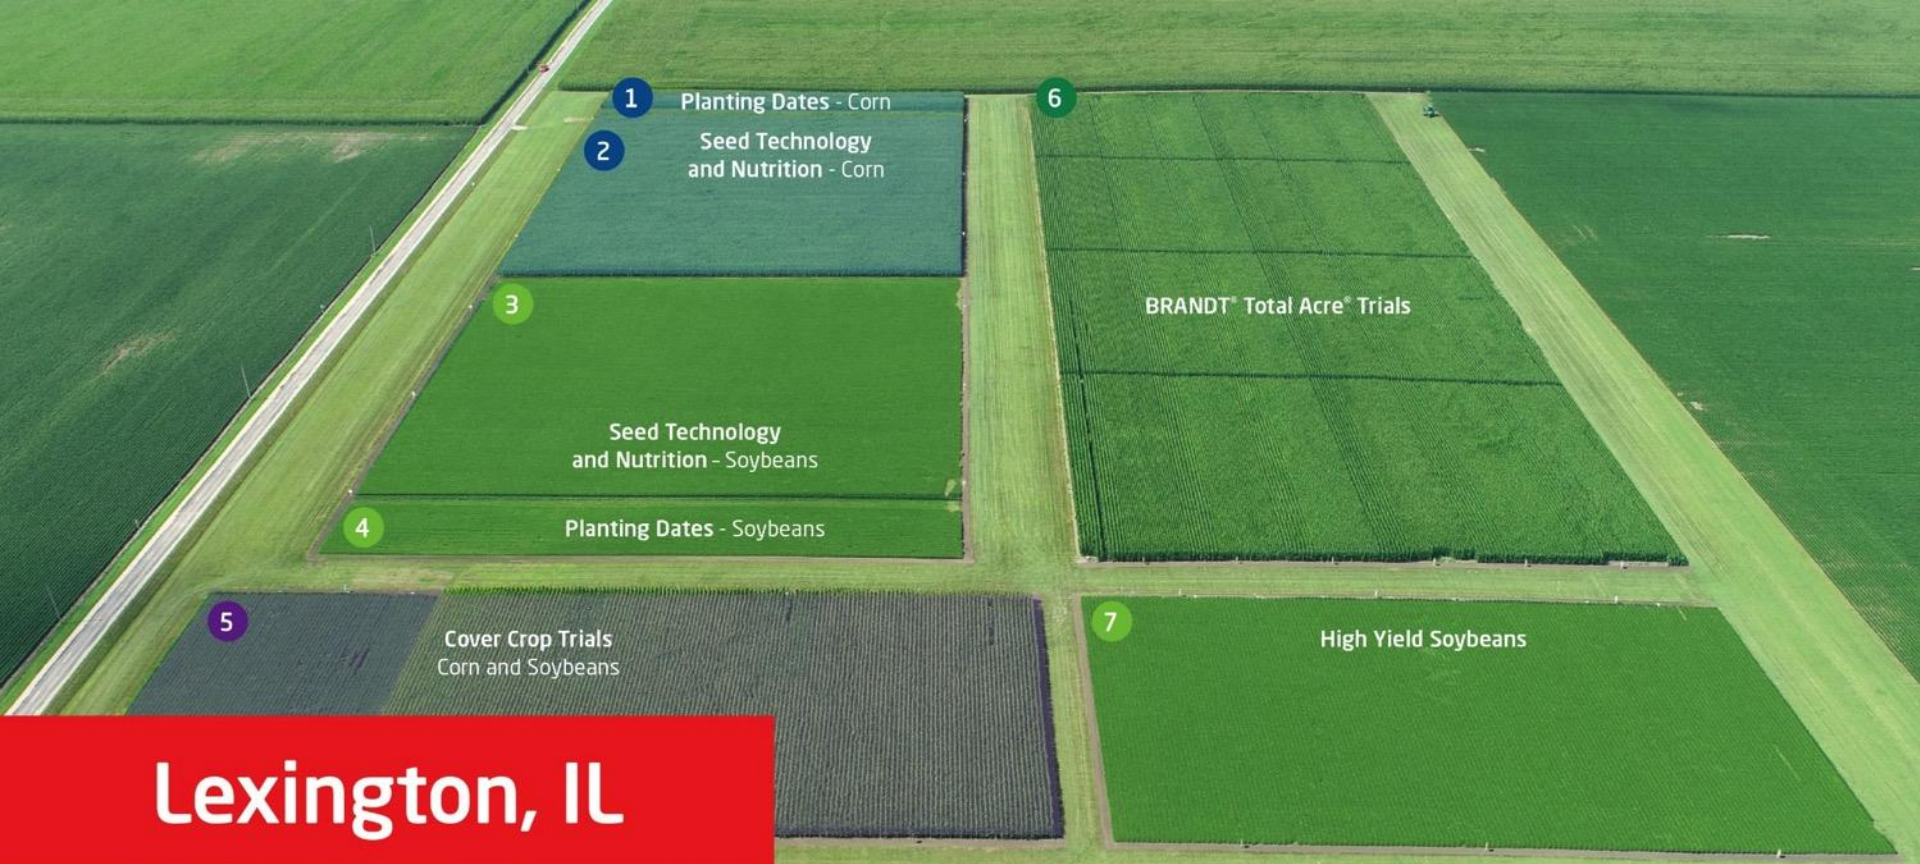 1
Planting Dates - Corn
2
Seed Technology
and Nutrition - Corn
3
Seed Technology
and Nutrition – Soybeans
4
Planting Dates - Soybeans
5
Cover Crop Trials
Corn and Soybeans
6
BRANDT® Total Acre® Trials
7
High Yield Soybeans
Lexington, IL